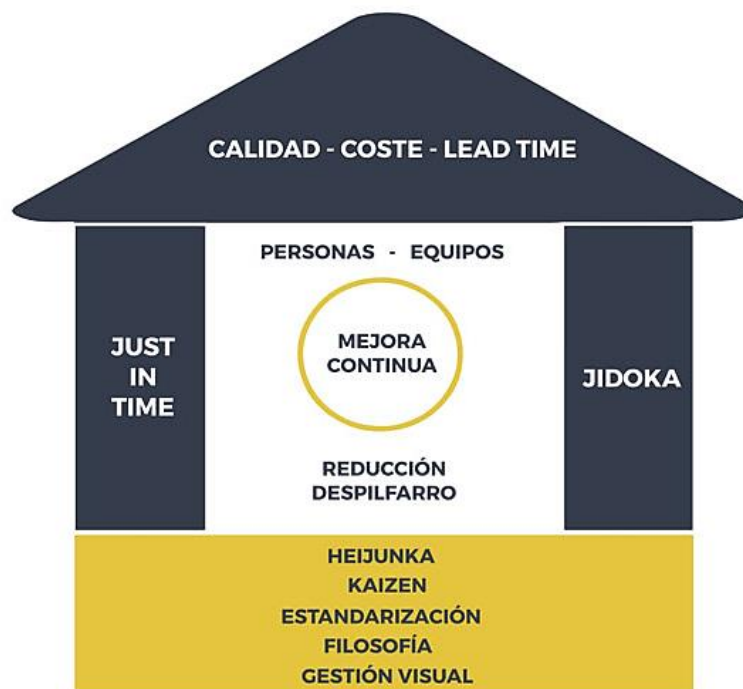 CALIDAD - COSTE - LEAD TIME
PERSONAS - EQUIPOS
JUST
IN
TIME
MEJORA
CONTINUA
JIDOKA
REDUCCIÓN
DESPILFARRO
HEIJUNKA
KAIZEN
ESTANDARIZACIÓN
FILOSOFÍA
GESTIÓN VISUAL